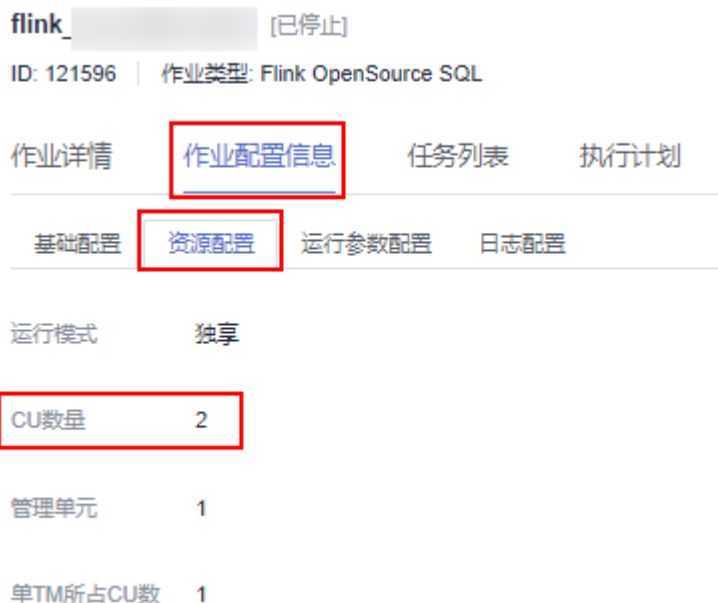 flink_ [已停止]
ID: 121596 作业类型: Flink OpenSource SQL
作业详情 作业配置信息 任务列表 执行计划
基础配置 资源配置 运行参数配置 日志配置
运行模式 独享
CU数量 2
管理单元 1
单TM所占CU数 1